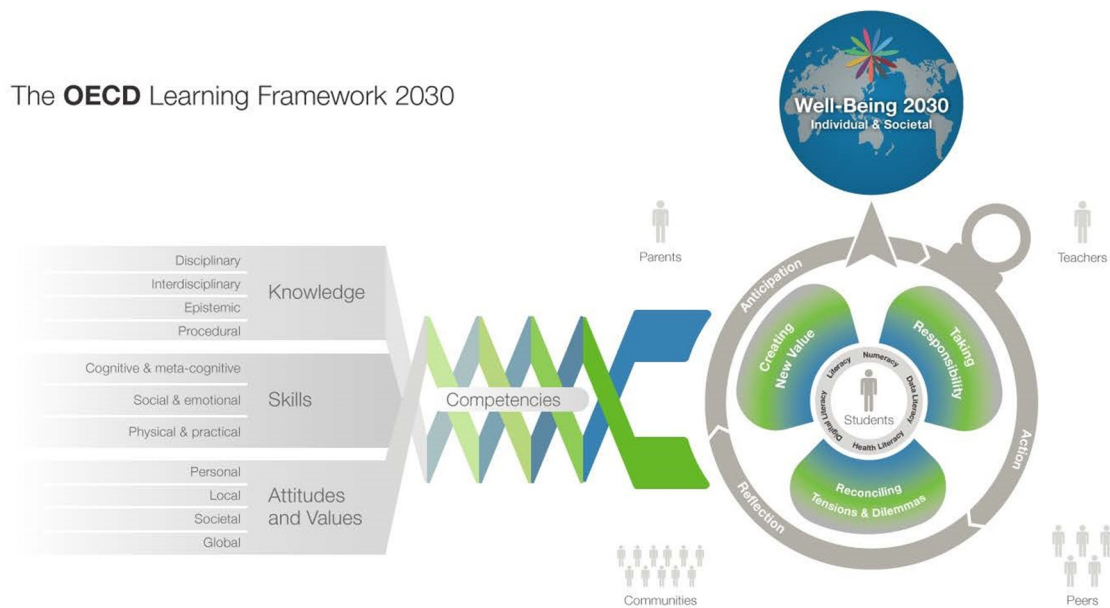 The OECD Learning Framework 2030
Well-Being 2030
Individual & Societal
Parents
Teachers
Disciplinary
Interdisciplinary
Epistemic
Procedural
Knowledge
Cognitive & meta-cognitive
Social & emotional
Physical & practical
Skills
Personal
Local
Societal
Global
Attitudes
and Values
Competencies
Anticipation
Action
Reflection
Creating
New Value
Taking
Responsibility
Reconciling
Tensions & Dilemmas
Literacy
Numeracy
Data Literacy
Health Literacy
Digital Literacy
Students
Communities
Peers